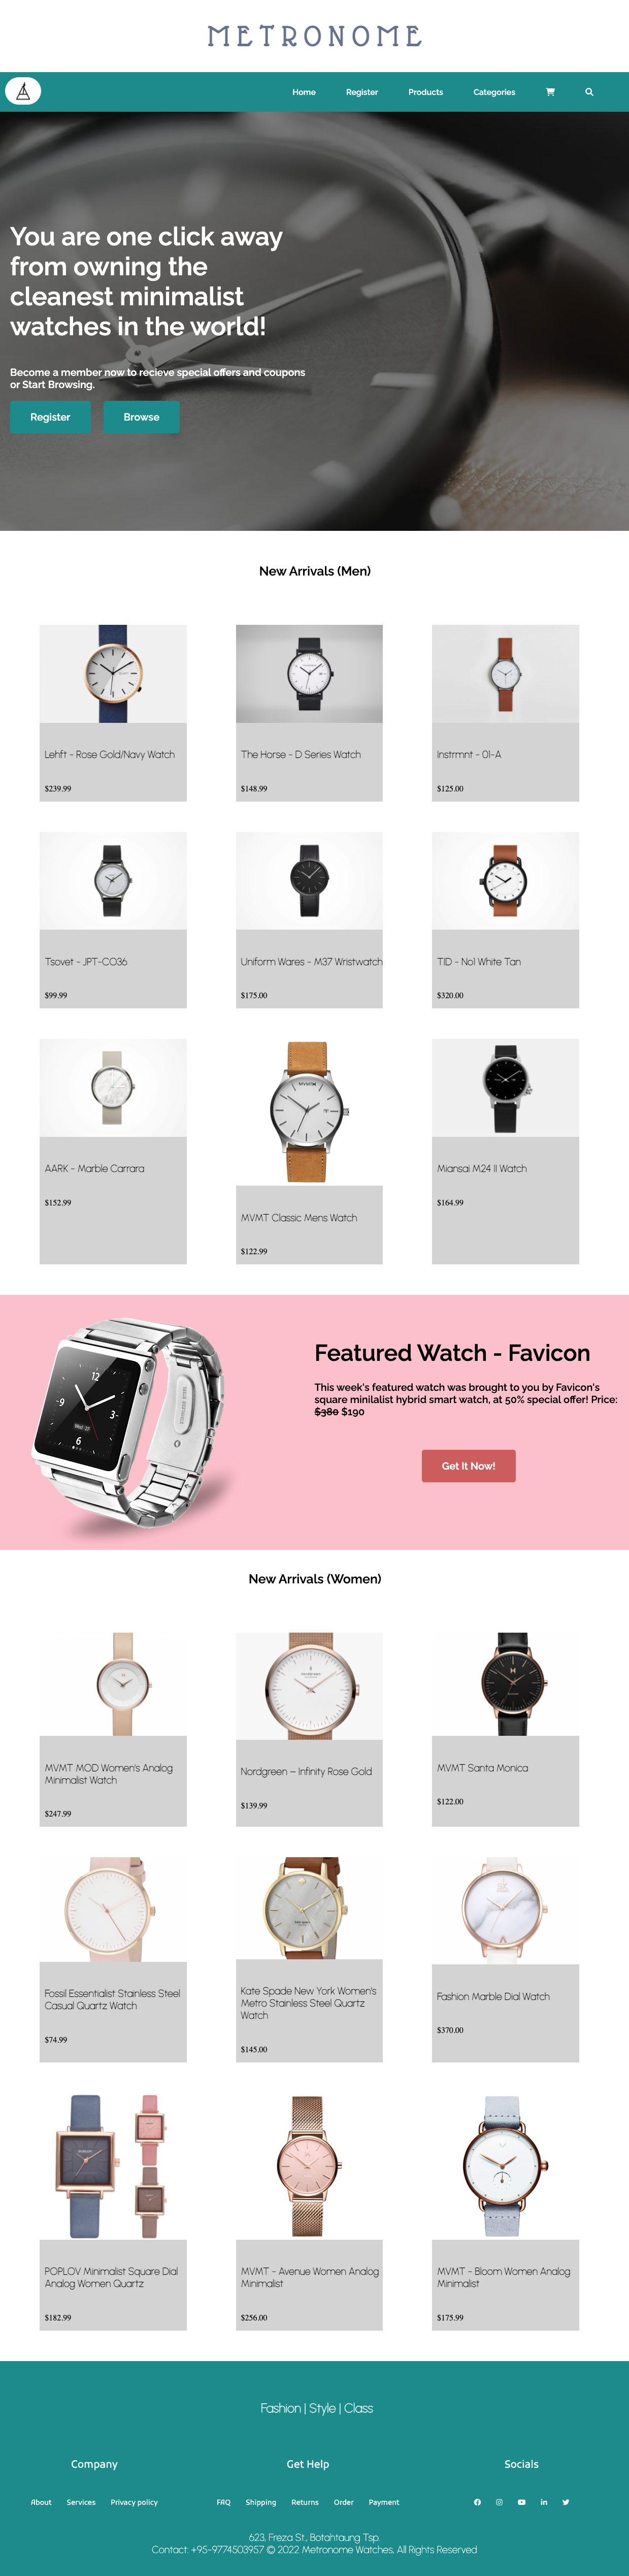 METRONOME
Home Register Products Categories
You are one click away
from owning the
cleanest minimalist
watches in the world!
Become a member now to recieve special offers and coupons
or Start Browsing.
Register Browse
New Arrivals (Men)
Lehft - Rose Gold/Navy Watch
$239.99
The Horse - D Series Watch
$148.99
Instrmnt - 01-A
$125.00
Tsovet - JPT-CO36
$99.99
Uniform Wares - M37 Wristwatch
$175.00
TID - No1 White Tan
$320.00
AARK - Marble Carrara
$152.99
MVMT
MVMT Classic Mens Watch
$122.99
Miansai M24 II Watch
$164.99
12
9
3
6
Wed 27
STAINLESS STEEL
Featured Watch - Favicon
This week's featured watch was brought to you by Favicon's
square minilalist hybrid smart watch, at 50% special offer! Price:
$380 $190
Get It Now!
New Arrivals (Women)
MVMT MOD Women's Analog
Minimalist Watch
$247.99
Nordgreen – Infinity Rose Gold
$139.99
MVMT Santa Monica
$122.00
Fossil Essentialist Stainless Steel
Casual Quartz Watch
$74.99
Kate Spade New York Women's
Metro Stainless Steel Quartz
Watch
$145.00
Fashion Marble Dial Watch
$370.00
POPLOV Minimalist Square Dial
Analog Women Quartz
$182.99
MVMT - Avenue Women Analog
Minimalist
$256.00
MVMT - Bloom Women Analog
Minimalist
$175.99
Fashion | Style | Class
Company
About Services Privacy policy
Get Help
FAQ Shipping Returns Order Payment
Socials
623, Freza St., Botahtaung Tsp.
Contact: +95-9774503957 © 2022 Metronome Watches, All Rights Reserved